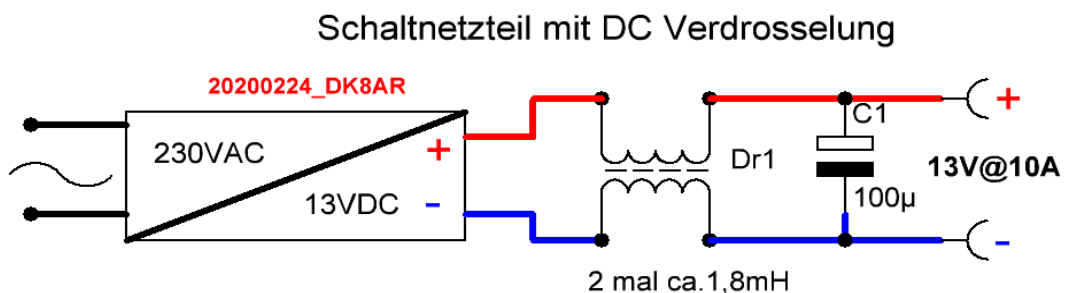 Schaltnetzteil mit DC Verdrosselung
20200224_DK8AR
230VAC
+
13VDC
-
Dr1
C1
100µ
+
13V@10A
-
2 mal ca.1,8mH